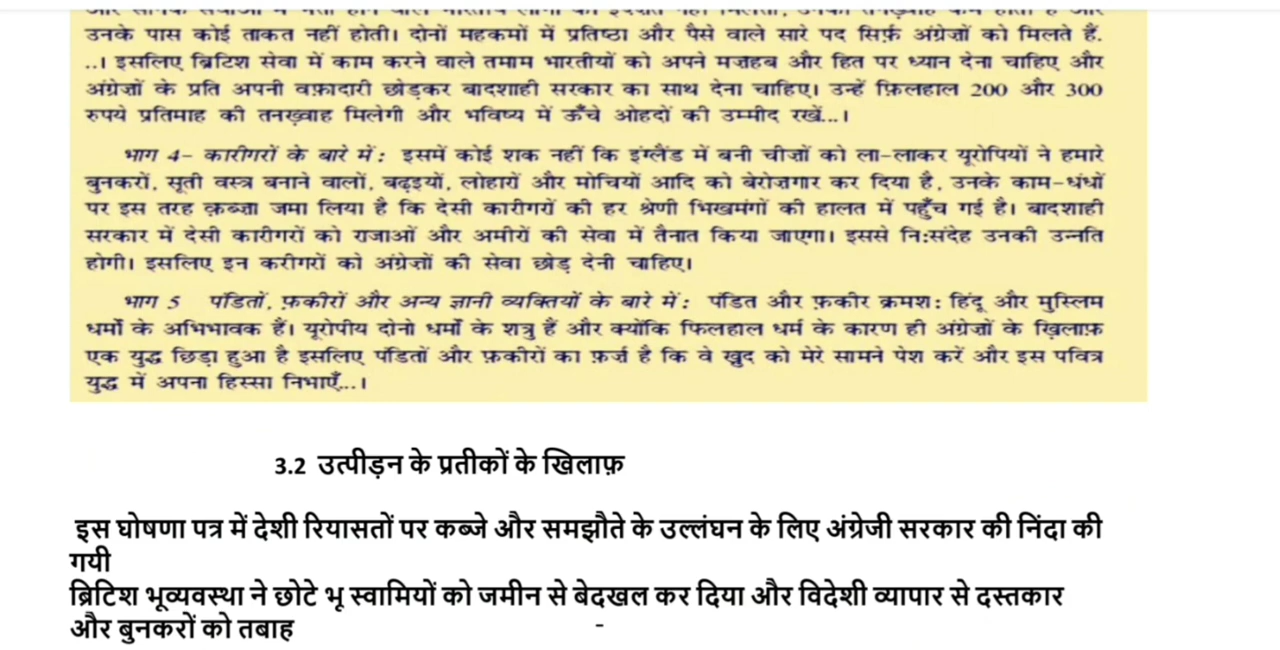 उनके पास कोई ताकत नहीं होती। दोनों महकमों में प्रतिष्ठा और पैसे वाले सारे पद सिर्फ़ अंग्रेज़ों को मिलते हैं.
..। इसलिए ब्रिटिश सेवा में काम करने वाले तमाम भारतीयों को अपने मज़हब और हित पर ध्यान देना चाहिए और
अंग्रेज़ों के प्रति अपनी वफ़ादारी छोड़कर बादशाही सरकार का साथ देना चाहिए। उन्हें फ़िलहाल 200 और 300
रुपये प्रतिमाह की तनख़्वाह मिलेगी और भविष्य में ऊँचे ओहदों की उम्मीद रखें...।
भाग 4- कारीगरों के बारे में: इसमें कोई शक नहीं कि इंग्लैंड में बनी चीज़ों को ला-लाकर यूरोपियों ने हमारे
बुनकरों, सूती वस्त्र बनाने वालों, बढ़इयों, लोहारों और मोचियों आदि को बेरोज़गार कर दिया है, उनके काम-धंधों
पर इस तरह क़ब्ज़ा जमा लिया है कि देसी कारीगरों की हर श्रेणी भिखमंगों की हालत में पहुँच गई है। बादशाही
सरकार में देसी कारीगरों को राजाओं और अमीरों की सेवा में तैनात किया जाएगा। इससे नि:संदेह उनकी उन्नति
होगी। इसलिए इन करीगरों को अंग्रेज़ों की सेवा छोड़ देनी चाहिए।
भाग 5 पंडितों, फ़कीरों और अन्य ज्ञानी व्यक्तियों के बारे में: पंडित और फ़कीर क्रमश: हिंदू और मुस्लिम
धर्मों के अभिभावक हैं। यूरोपीय दोनो धर्मों के शत्रु हैं और क्योंकि फिलहाल धर्म के कारण ही अंग्रेज़ों के ख़िलाफ़
एक युद्ध छिड़ा हुआ है इसलिए पंडितों और फ़कीरों का फ़र्ज़ है कि वे ख़ुद को मेरे सामने पेश करें और इस पवित्र
युद्ध में अपना हिस्सा निभाएँ...।
3.2 उत्पीड़न के प्रतीकों के खिलाफ़
इस घोषणा पत्र में देशी रियासतों पर कब्जे और समझौते के उल्लंघन के लिए अंग्रेजी सरकार की निंदा की
गयी
ब्रिटिश भूव्यवस्था ने छोटे भू स्वामियों को जमीन से बेदखल कर दिया और विदेशी व्यापार से दस्तकार
और बुनकरों को तबाह -